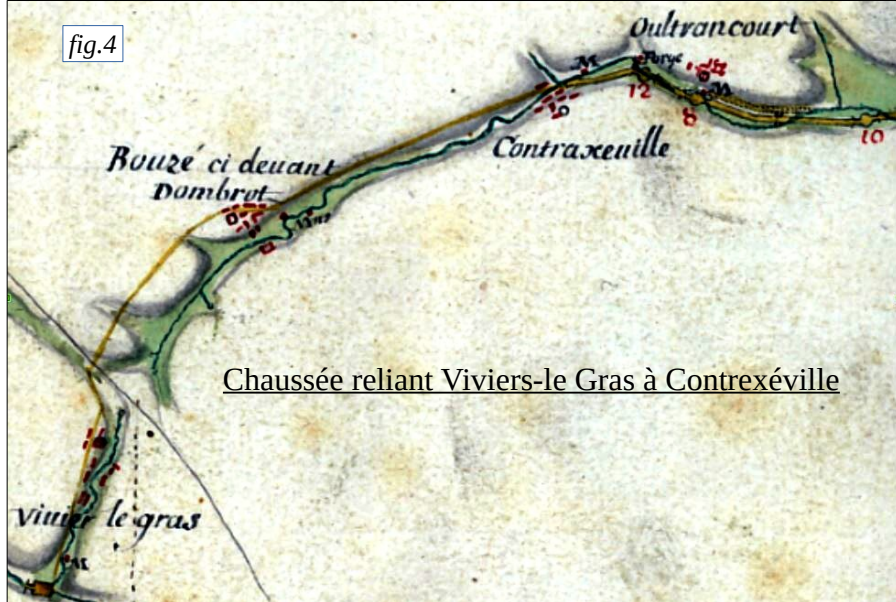 fig.4
Oultrancourt
M
Forge
12
M
8
10
Contraxeuille
Bouzé ci deuant
Dombrot
Chaussée reliant Viviers-le Gras à Contrexéville
Viuier le gras
M